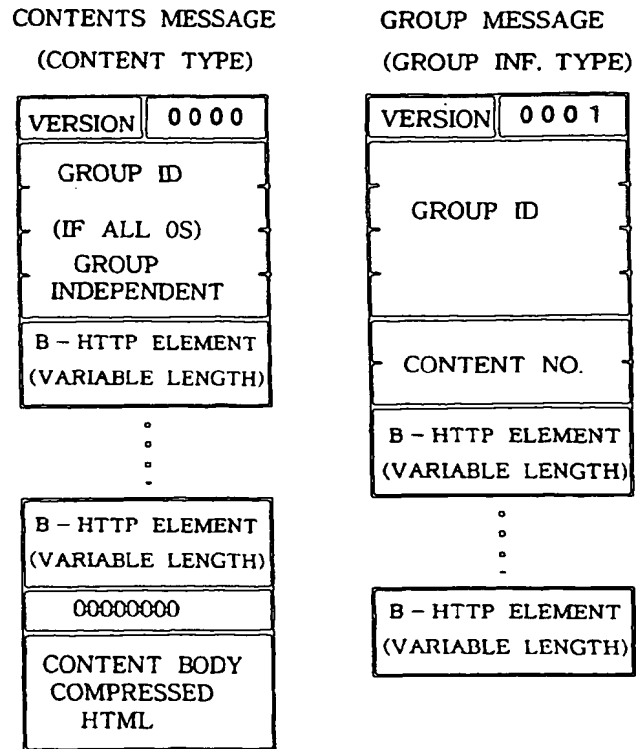 CONTENTS MESSAGE
(CONTENT TYPE)
VERSION 0000
GROUP ID
(IF ALL 0S)
GROUP
INDEPENDENT
B-HTTP ELEMENT
(VARIABLE LENGTH)
B-HTTP ELEMENT
(VARIABLE LENGTH)
00000000
CONTENT BODY
COMPRESSED
HTML
GROUP MESSAGE
(GROUP INF. TYPE)
VERSION 0001
GROUP ID
CONTENT NO.
B-HTTP ELEMENT
(VARIABLE LENGTH)
B-HTTP ELEMENT
(VARIABLE LENGTH)